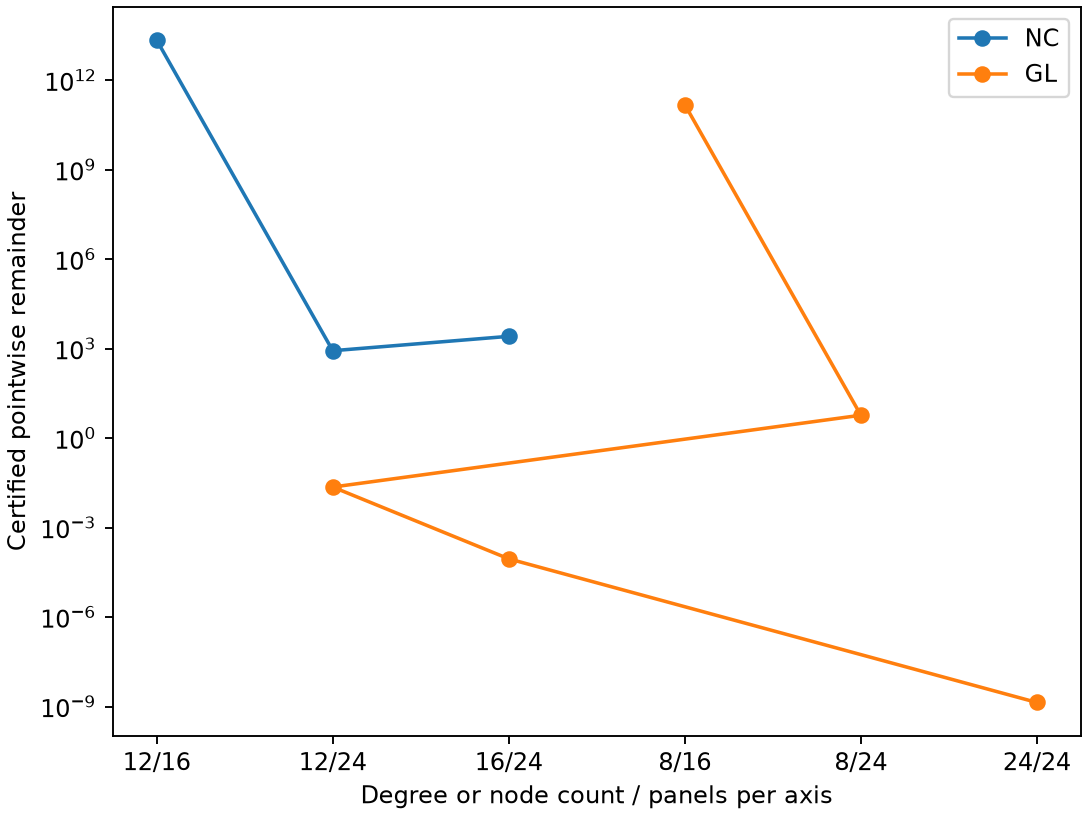 NC
GL
10^12
10^9
10^6
10^3
10^0
10^−3
10^−6
10^−9
Certified pointwise remainder
12/16 12/24 16/24 8/16 8/24 24/24
Degree or node count / panels per axis